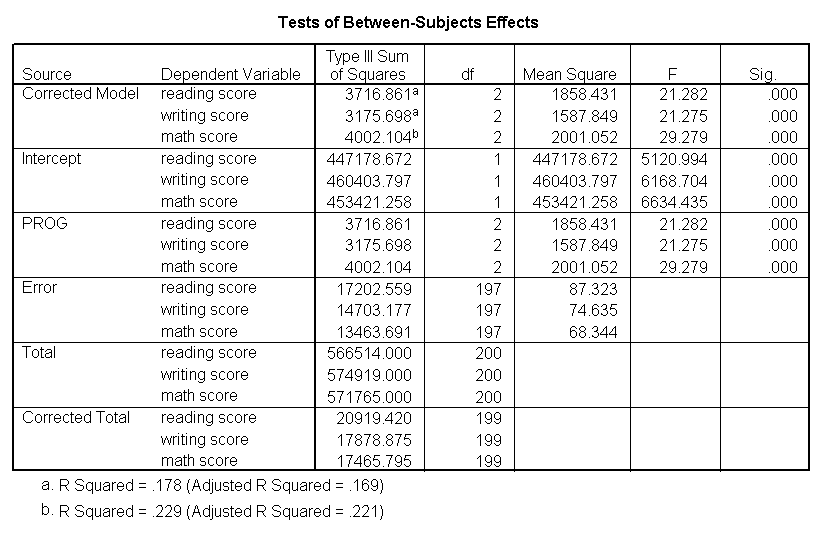 Tests of Between-Subjects Effects
Source Dependent Variable Type III Sum of Squares df Mean Square F Sig.
Corrected Model reading score 3716.861a 2 1858.431 21.282 .000
writing score 3175.698a 2 1587.849 21.275 .000
math score 4002.104b 2 2001.052 29.279 .000
Intercept reading score 447178.672 1 447178.672 5120.994 .000
writing score 460403.797 1 460403.797 6168.704 .000
math score 453421.258 1 453421.258 6634.435 .000
PROG reading score 3716.861 2 1858.431 21.282 .000
writing score 3175.698 2 1587.849 21.275 .000
math score 4002.104 2 2001.052 29.279 .000
Error reading score 17202.559 197 87.323
writing score 14703.177 197 74.635
math score 13463.691 197 68.344
Total reading score 566514.000 200
writing score 574919.000 200
math score 571765.000 200
Corrected Total reading score 20919.420 199
writing score 17878.875 199
math score 17465.795 199
a. R Squared = .178 (Adjusted R Squared = .169)
b. R Squared = .229 (Adjusted R Squared = .221)